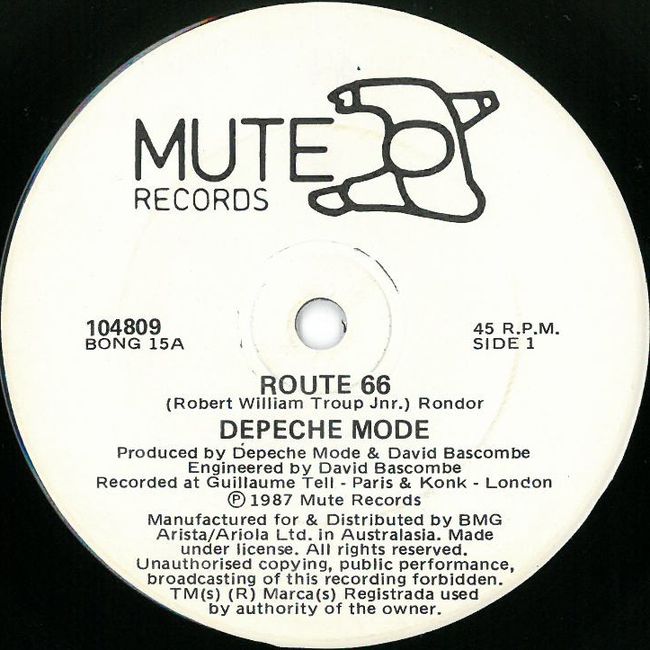 MUTE
RECORDS
104809
BONG 15A
45 R.P.M.
SIDE 1
ROUTE 66
(Robert William Troup Jnr.) Rondor
DEPECHE MODE
Produced by Depeche Mode & David Bascombe
Engineered by David Bascombe
Recorded at Guillaume Tell - Paris & Konk - London
Ⓟ 1987 Mute Records
Manufactured for & Distributed by BMG
Arista/Ariola Ltd. in Australasia. Made
under license. All rights reserved.
Unauthorised copying, public performance,
broadcasting of this recording forbidden.
TM(s) (R) Marca(s) Registrada used
by authority of the owner.